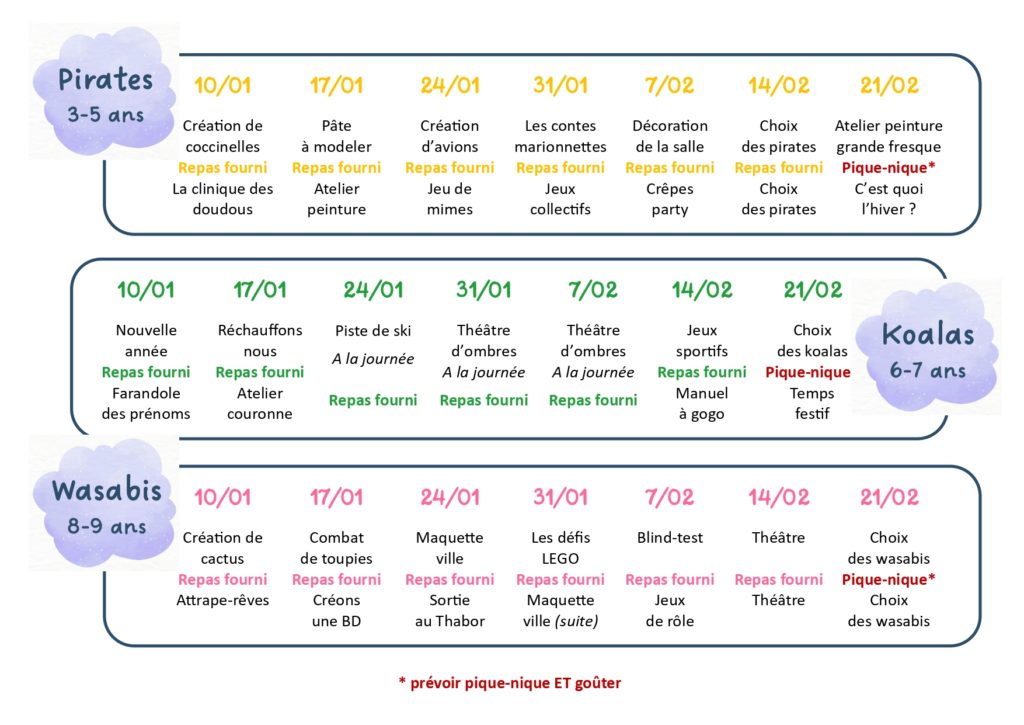 Pirates
3-5 ans
10/01 17/01 24/01 31/01 7/02 14/02 21/02
Création de Pâte Création Les contes Décoration Choix Atelier peinture
coccinelles à modeler d’avions marionnettes de la salle des pirates grande fresque
Repas fourni Repas fourni Repas fourni Repas fourni Repas fourni Repas fourni Pique-nique*
La clinique des Atelier Jeu de Jeux Crêpes Choix C’est quoi
doudous peinture mimes collectifs party des pirates l’hiver ?
Koalas
6-7 ans
10/01 17/01 24/01 31/01 7/02 14/02 21/02
Nouvelle Réchauffons Piste de ski Théâtre Théâtre Jeux Choix
année nous A la journée d’ombres d’ombres sportifs des koalas
Repas fourni Repas fourni A la journée A la journée Repas fourni Pique-nique
Farandole Atelier Repas fourni Repas fourni Repas fourni Manuel Temps
des prénoms couronne à gogo festif
Wasabis
8-9 ans
10/01 17/01 24/01 31/01 7/02 14/02 21/02
Création de Combat Maquette Les défis Blind-test Théâtre Choix
cactus de toupies ville LEGO des wasabis
Repas fourni Repas fourni Repas fourni Repas fourni Repas fourni Repas fourni Pique-nique*
Attrape-rêves Créons Sortie Maquette Jeux Théâtre Choix
une BD au Thabor ville (suite) de rôle des wasabis
* prévoir pique-nique ET goûter